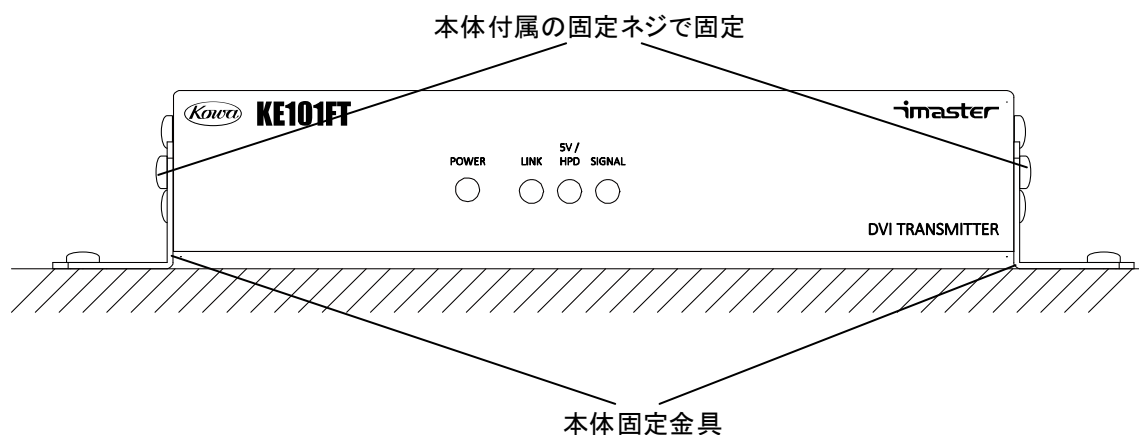 本体付属の固定ネジで固定
Kowa KE101FT imaster
POWER LINK 5V / HPD SIGNAL
DVI TRANSMITTER
本体固定金具